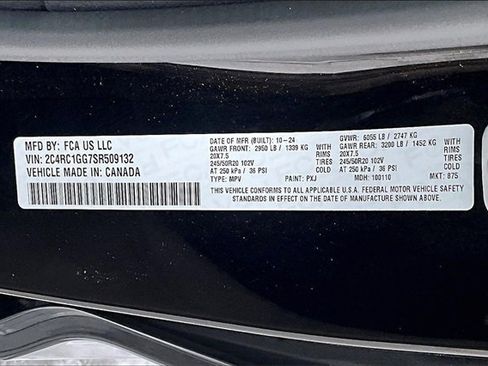 MFD BY: FCA US LLC
VIN: 2C4RC1GG7SR509132
VEHICLE MADE IN: CANADA
DATE OF MFR (BUILT): 10-24
GAWR FRONT: 2950 LB / 1339 KG WITH
20X7.5 RIMS
245/50R20 102V TIRES
AT 250 kPa / 36 PSI COLD
TYPE: MPV PAINT: PXJ
GVWR: 6055 LB / 2747 KG
GAWR REAR: 3200 LB / 1452 KG WITH
20X7.5 RIMS
245/50R20 102V TIRES
AT 250 kPa / 36 PSI COLD
MDH: 100110 MKT: 875
THIS VEHICLE CONFORMS TO ALL APPLICABLE U.S.A. FEDERAL MOTOR VEHICLE SAFETY
STANDARDS IN EFFECT ON THE DATE OF MANUFACTURE SHOWN ABOVE.